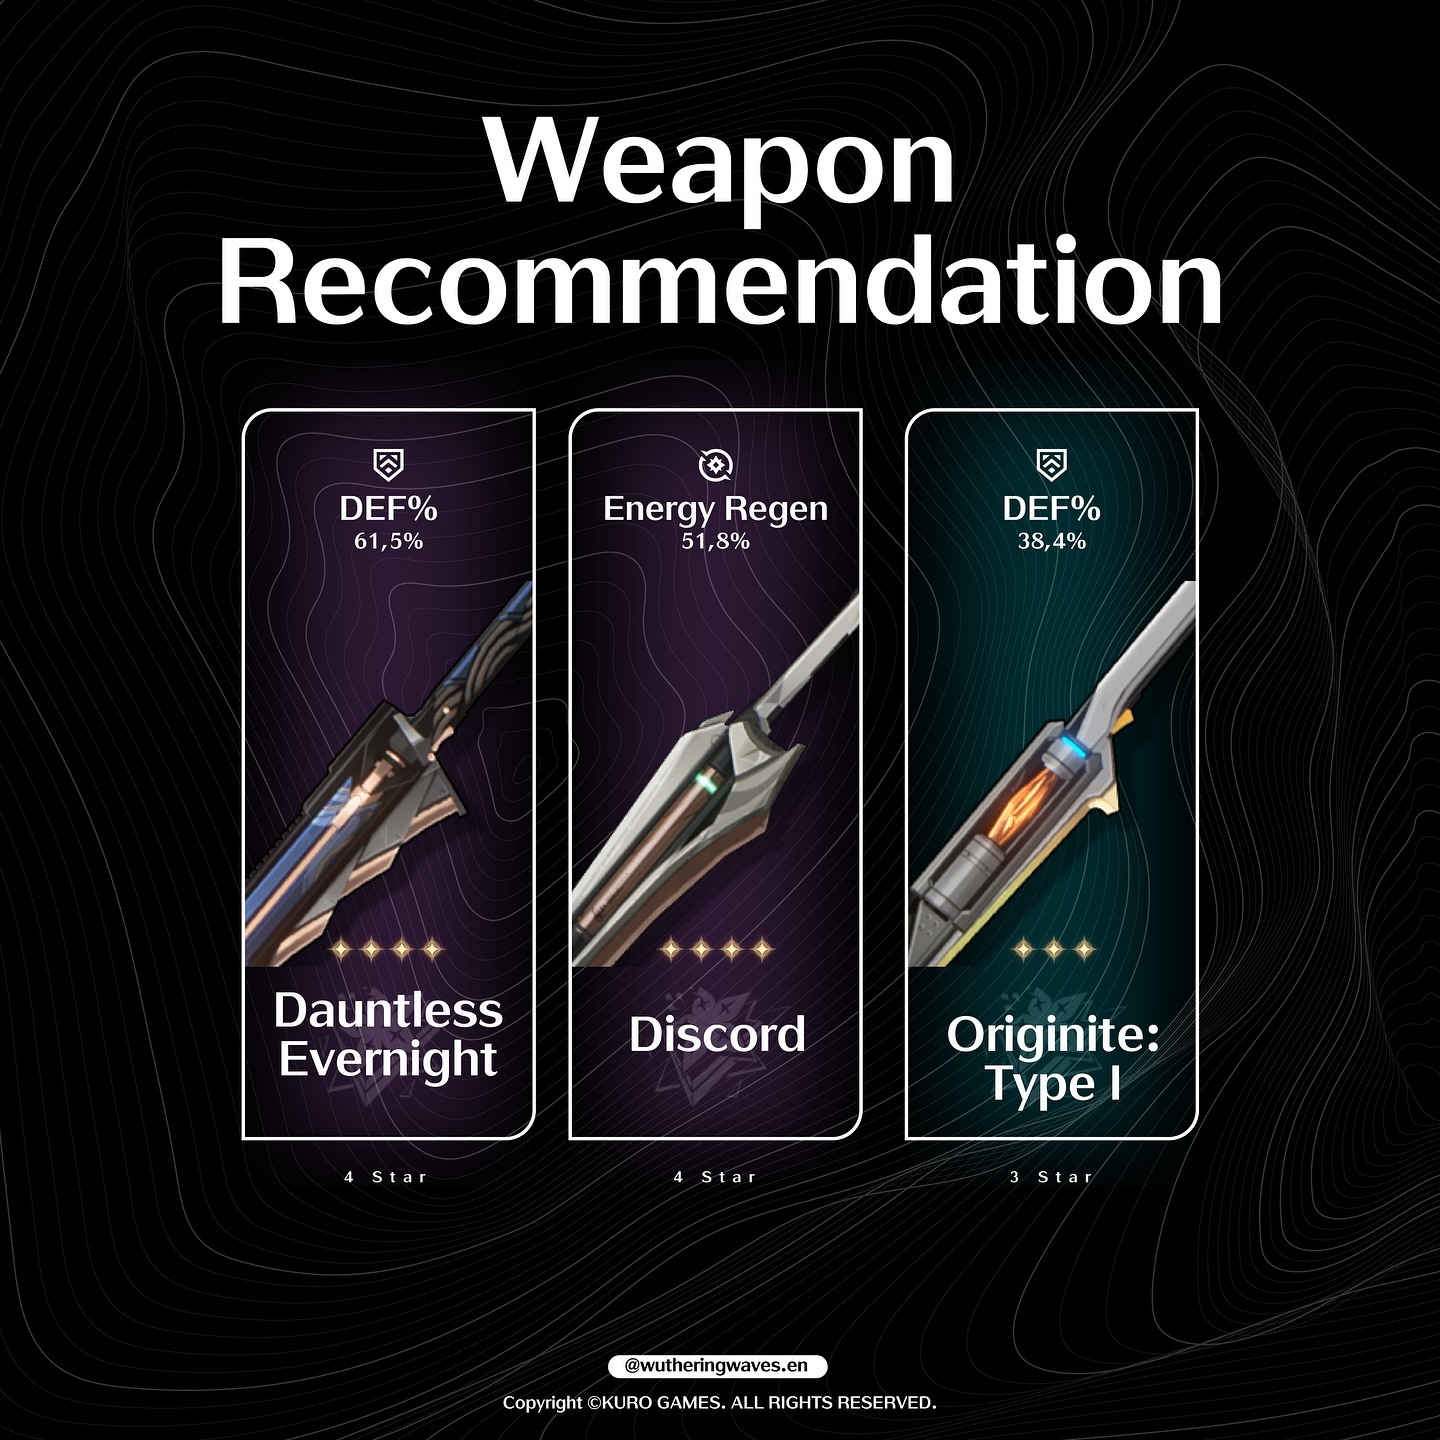 Weapon
Recommendation
DEF%
61,5%
Dauntless
Evernight
4 Star
Energy Regen
51,8%
Discord
4 Star
DEF%
38,4%
Originite:
Type I
3 Star
@wutheringwaves.en
Copyright ©KURO GAMES. ALL RIGHTS RESERVED.